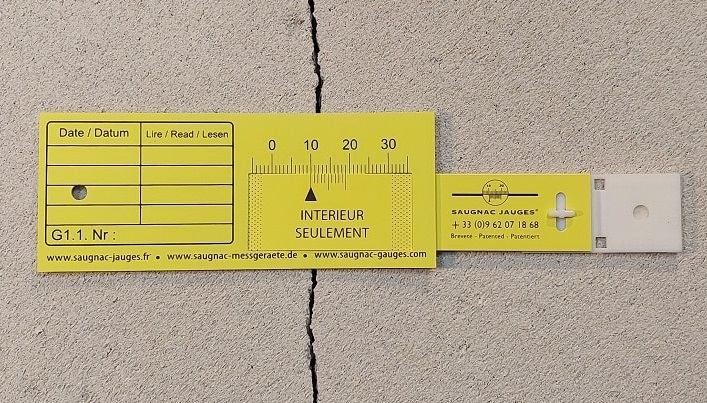 Date / Datum Lire / Read / Lesen
0 10 20 30
INTERIEUR
SEULEMENT
G1.1. Nr :
www.saugnac-jauges.fr • www.saugnac-messgeraete.de • www.saugnac-gauges.com
SAUGNAC JAUGES®
+ 33 (0)9 62 07 18 68
Breveté - Patented - Patentiert